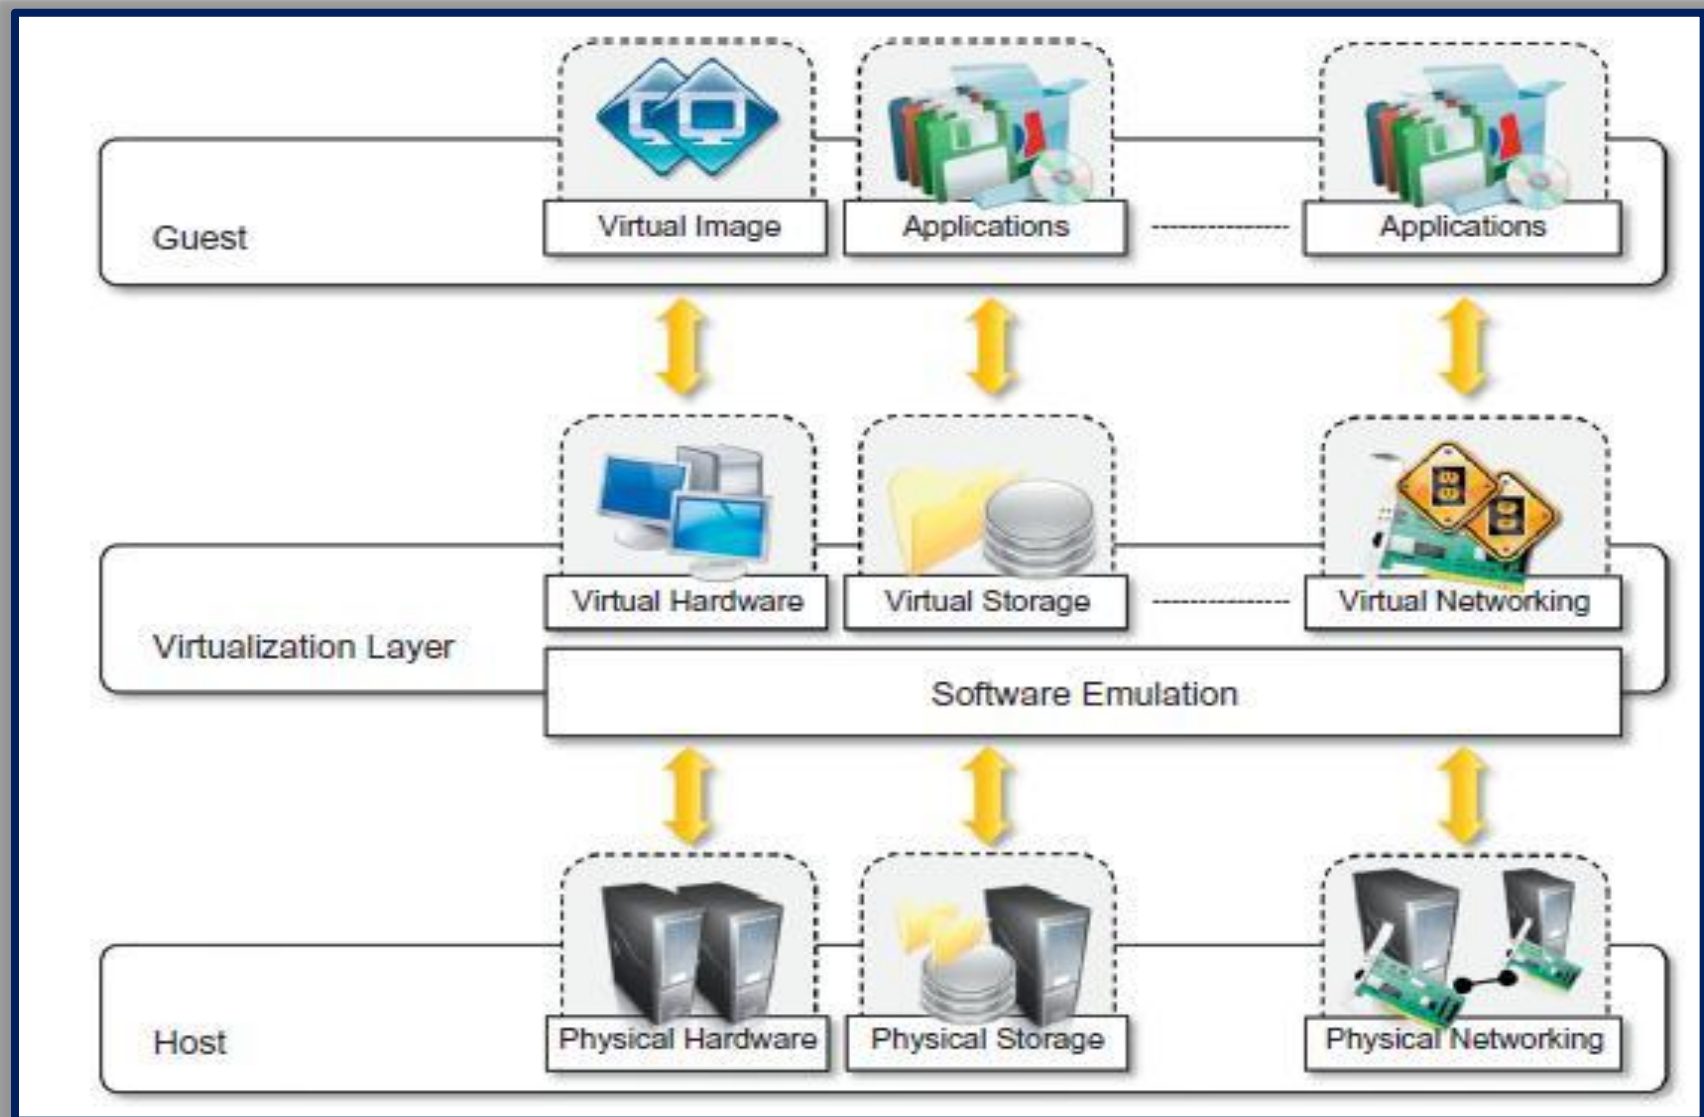 Virtual Image
Applications
Applications
Guest
Virtual Hardware
Virtual Storage
Virtual Networking
Virtualization Layer
Software Emulation
Physical Hardware
Physical Storage
Physical Networking
Host